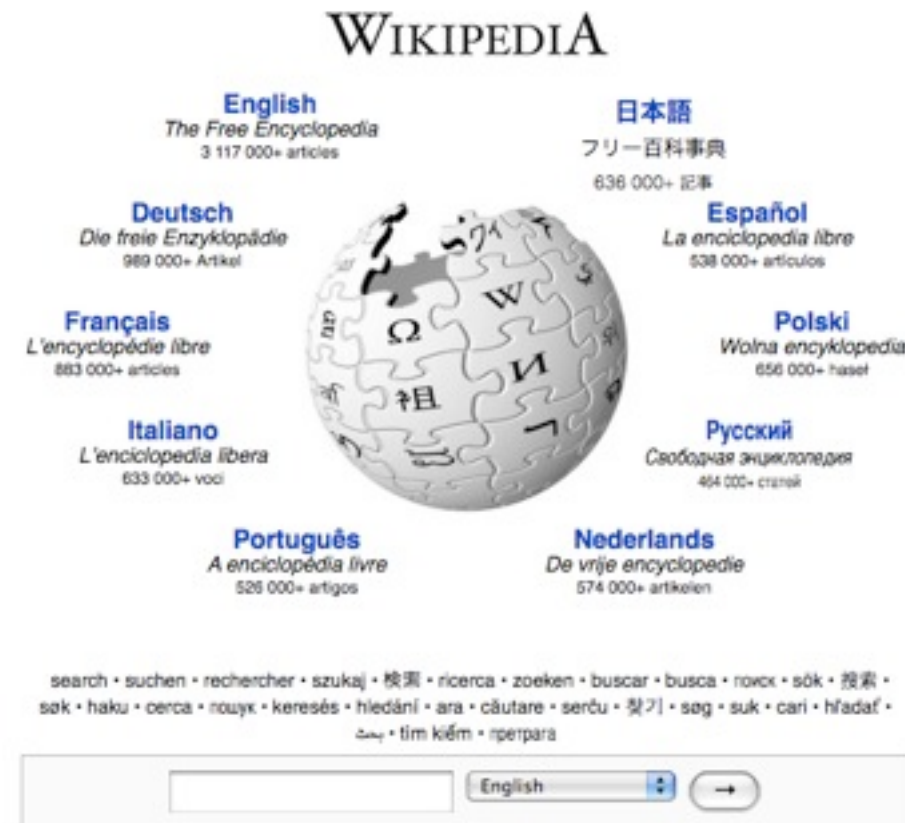 WIKIPEDIA
English
The Free Encyclopedia
3 117 000+ articles
日本語
フリー百科事典
636 000+ 記事
Deutsch
Die freie Enzyklopädie
989 000+ Artikel
Español
La enciclopedia libre
538 000+ artículos
Français
L'encyclopédie libre
883 000+ articles
Polski
Wolna encyklopedia
656 000+ haseł
Italiano
L'enciclopedia libera
633 000+ voci
Русский
Свободная энциклопедия
464 000+ статей
Português
A enciclopédia livre
526 000+ artigos
Nederlands
De vrije encyclopedie
574 000+ artikelen
Ω W 祖 И
search • suchen • rechercher • szukaj • 検索 • ricerca • zoeken • buscar • busca • поиск • sök • 搜索 •
søk • haku • cerca • пошук • keresés • hledání • ara • căutare • serĉu • 찾기 • søg • suk • cari • hľadať •
بحث • tìm kiếm • претрага
English
→